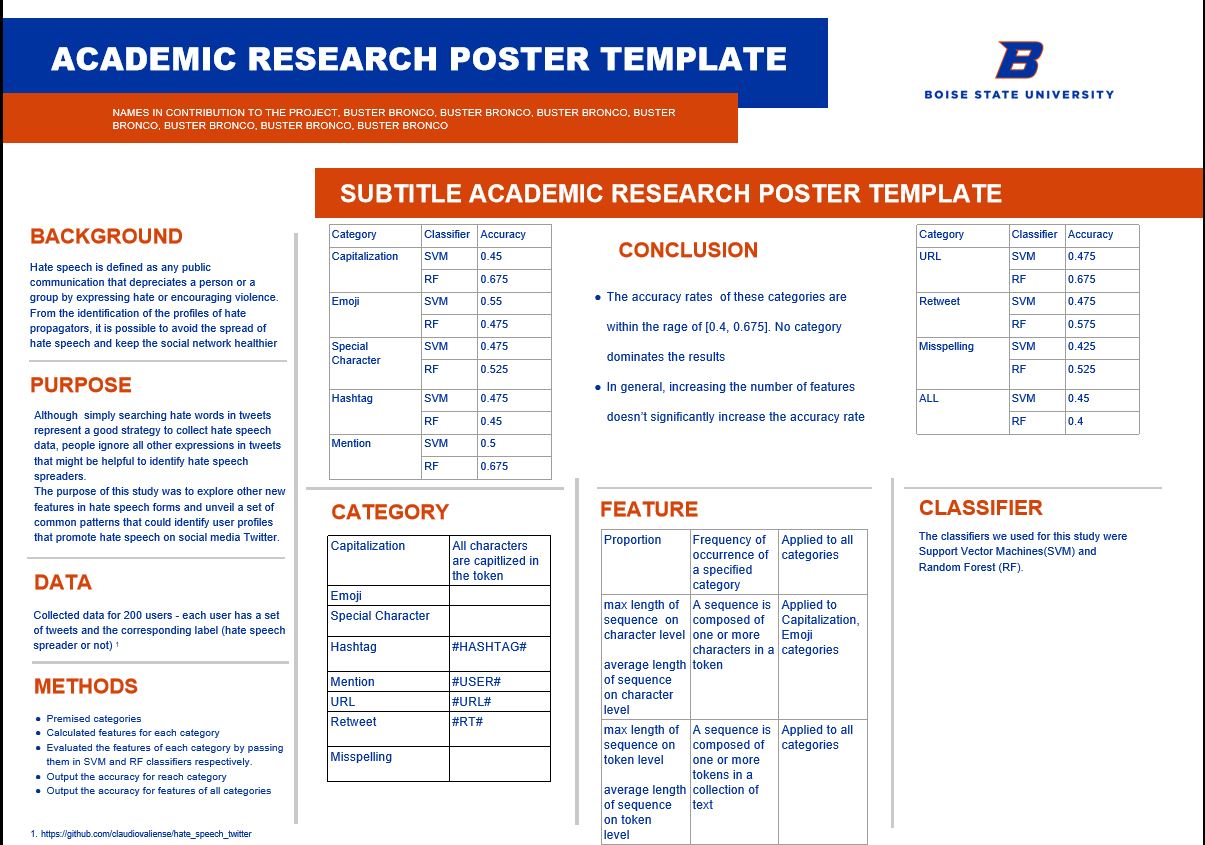 ACADEMIC RESEARCH POSTER TEMPLATE
NAMES IN CONTRIBUTION TO THE PROJECT, BUSTER BRONCO, BUSTER BRONCO, BUSTER BRONCO, BUSTER
BRONCO, BUSTER BRONCO, BUSTER BRONCO, BUSTER BRONCO
B
BOISE STATE UNIVERSITY
SUBTITLE ACADEMIC RESEARCH POSTER TEMPLATE
BACKGROUND
Hate speech is defined as any public
communication that depreciates a person or a
group by expressing hate or encouraging violence.
From the identification of the profiles of hate
propagators, it is possible to avoid the spread of
hate speech and keep the social network healthier
PURPOSE
Although simply searching hate words in tweets
represent a good strategy to collect hate speech
data, people ignore all other expressions in tweets
that might be helpful to identify hate speech
spreaders.
The purpose of this study was to explore other new
features in hate speech forms and unveil a set of
common patterns that could identify user profiles
that promote hate speech on social media Twitter.
DATA
Collected data for 200 users - each user has a set
of tweets and the corresponding label (hate speech
spreader or not) 1
METHODS
● Premised categories
● Calculated features for each category
● Evaluated the features of each category by passing
them in SVM and RF classifiers respectively.
● Output the accuracy for reach category
● Output the accuracy for features of all categories
1. https://github.com/claudiovaliense/hate_speech_twitter
Category Classifier Accuracy
Capitalization SVM 0.45
RF 0.675
Emoji SVM 0.55
RF 0.475
Special SVM 0.475
Character
RF 0.525
Hashtag SVM 0.475
RF 0.45
Mention SVM 0.5
RF 0.675
CATEGORY
Capitalization All characters
are capitlized in
the token
Emoji
Special Character
Hashtag #HASHTAG#
Mention #USER#
URL #URL#
Retweet #RT#
Misspelling
CONCLUSION
● The accuracy rates of these categories are
within the rage of [0.4, 0.675]. No category
dominates the results
● In general, increasing the number of features
doesn't significantly increase the accuracy rate
FEATURE
Proportion Frequency of Applied to all
occurrence of categories
a specified
category
max length of A sequence is Applied to
sequence on composed of Capitalization,
character level one or more Emoji
characters in a categories
average length token
of sequence
on character
level
max length of A sequence is Applied to all
sequence on composed of categories
token level one or more
tokens in a
average length collection of
of sequence text
on token
level
Category Classifier Accuracy
URL SVM 0.475
RF 0.675
Retweet SVM 0.475
RF 0.575
Misspelling SVM 0.425
RF 0.525
ALL SVM 0.45
RF 0.4
CLASSIFIER
The classifiers we used for this study were
Support Vector Machines(SVM) and
Random Forest (RF).